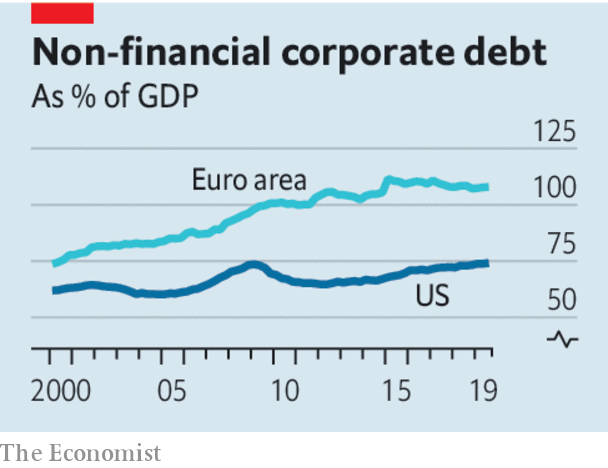 Non-financial corporate debt
As % of GDP
125
Euro area
100
75
US
50
2000 05 10 15 19
The Economist